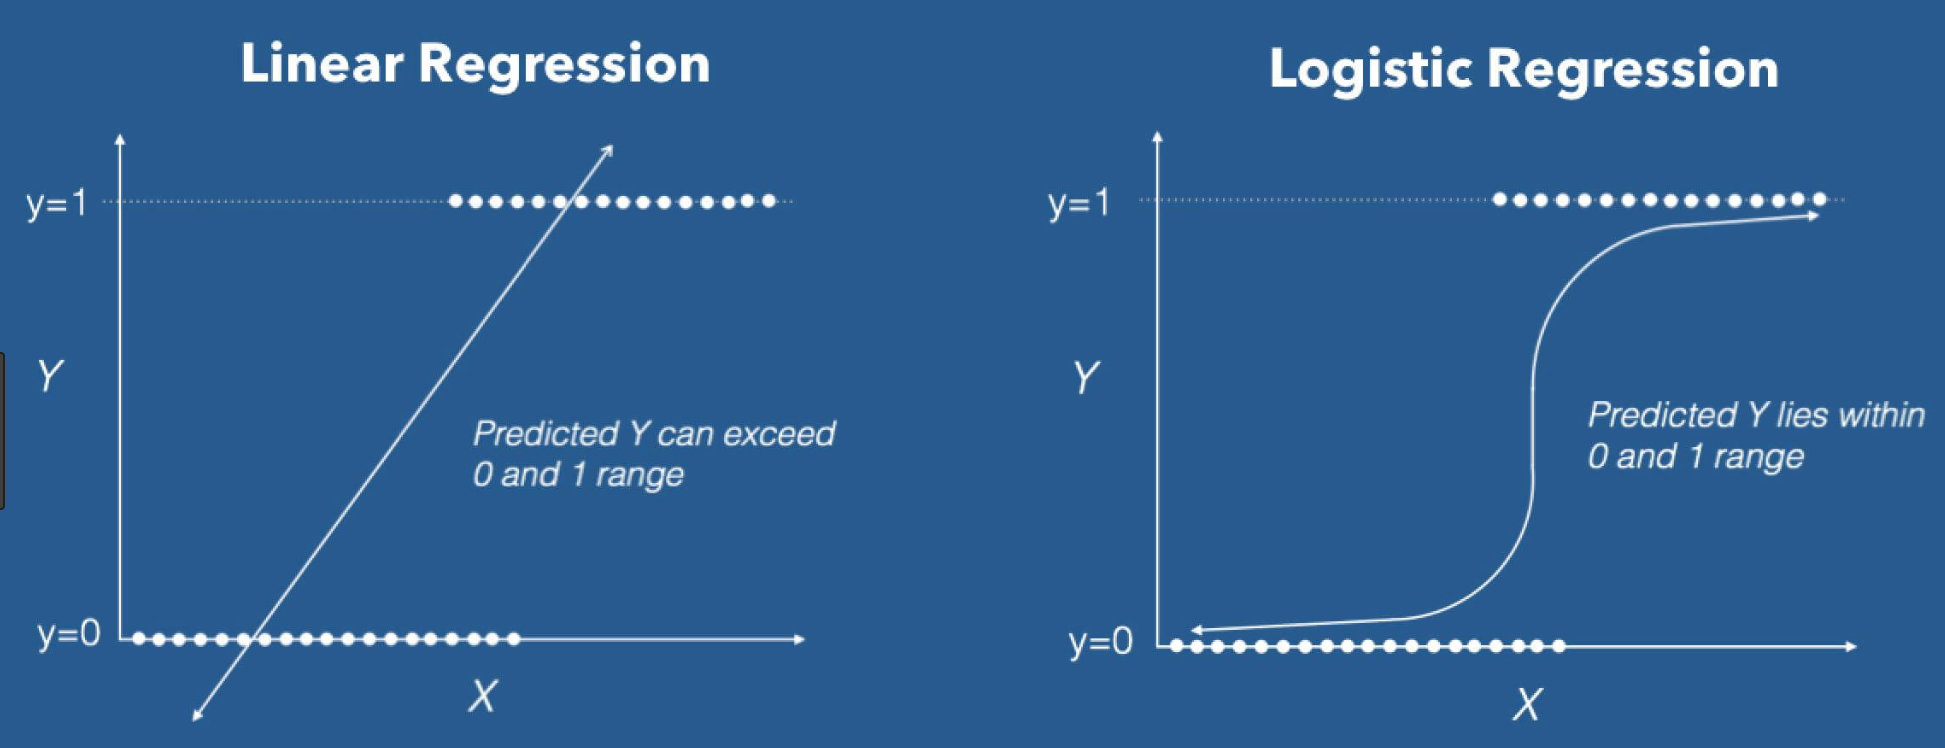 Linear Regression
y=1
Y
Predicted Y can exceed
0 and 1 range
y=0
X
Logistic Regression
y=1
Y
Predicted Y lies within
0 and 1 range
y=0
X